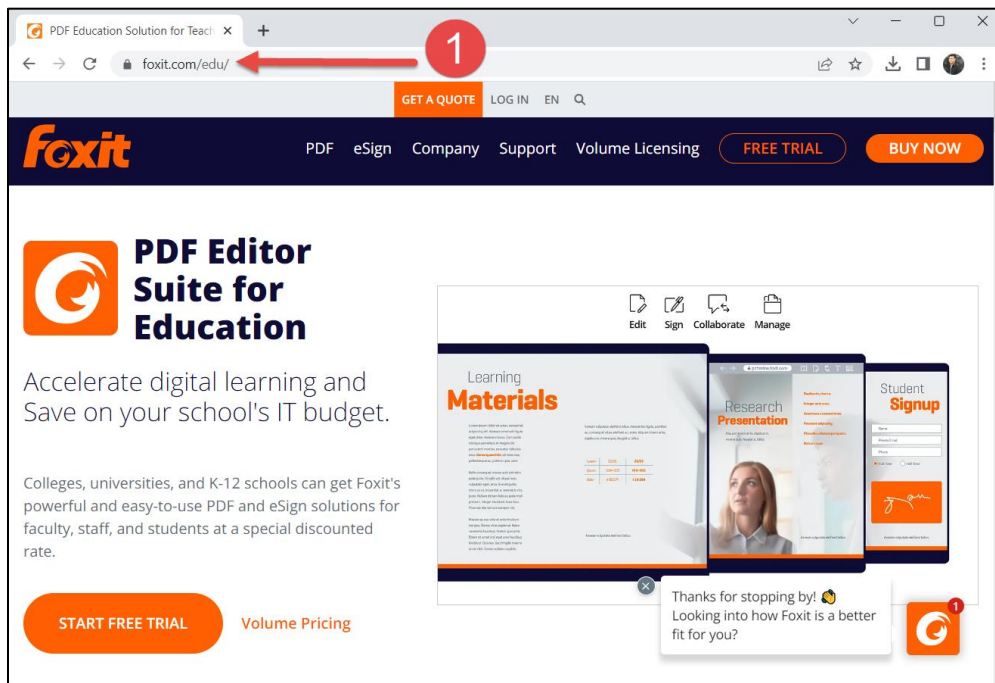 PDF Education Solution for Teach
1
foxit.com/edu/
GET A QUOTE LOG IN EN
foxit PDF eSign Company Support Volume Licensing FREE TRIAL BUY NOW
PDF Editor
Suite for
Education
Accelerate digital learning and
Save on your school's IT budget.
Colleges, universities, and K-12 schools can get Foxit's
powerful and easy-to-use PDF and eSign solutions for
faculty, staff, and students at a special discounted
rate.
START FREE TRIAL Volume Pricing
Edit Sign Collaborate Manage
Learning
Materials
Research
Presentation
Student
Signup
Name
Phone
Thanks for stopping by! 👏
Looking into how Foxit is a better
fit for you?
1